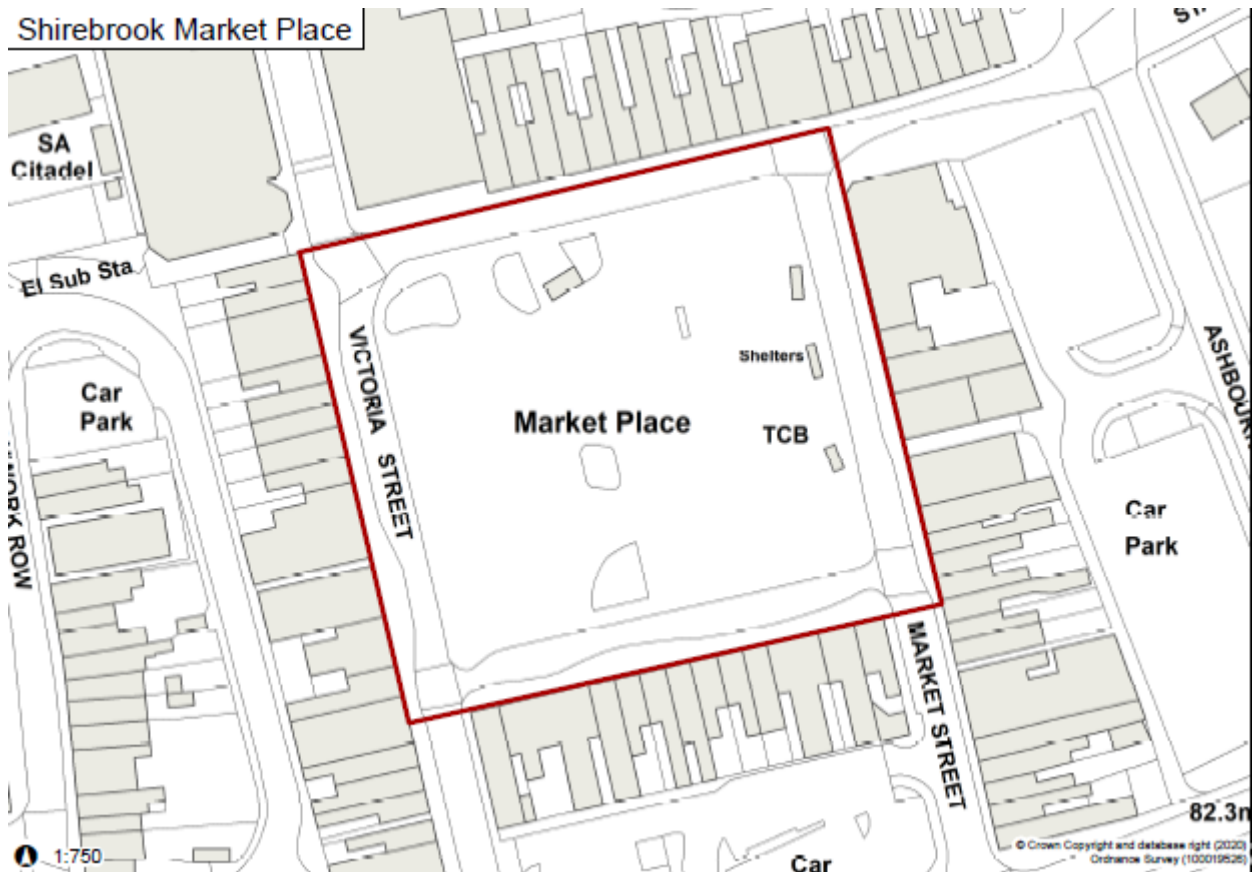 Shirebrook Market Place
SA
Citadel
El Sub Sta
Car
Park
VICTORIA STREET
Shelters
Market Place
TCB
Car
Park
MARKET STREET
82.3m
1:750
Car
© Crown Copyright and database right (2020)
Ordnance Survey (100019526)